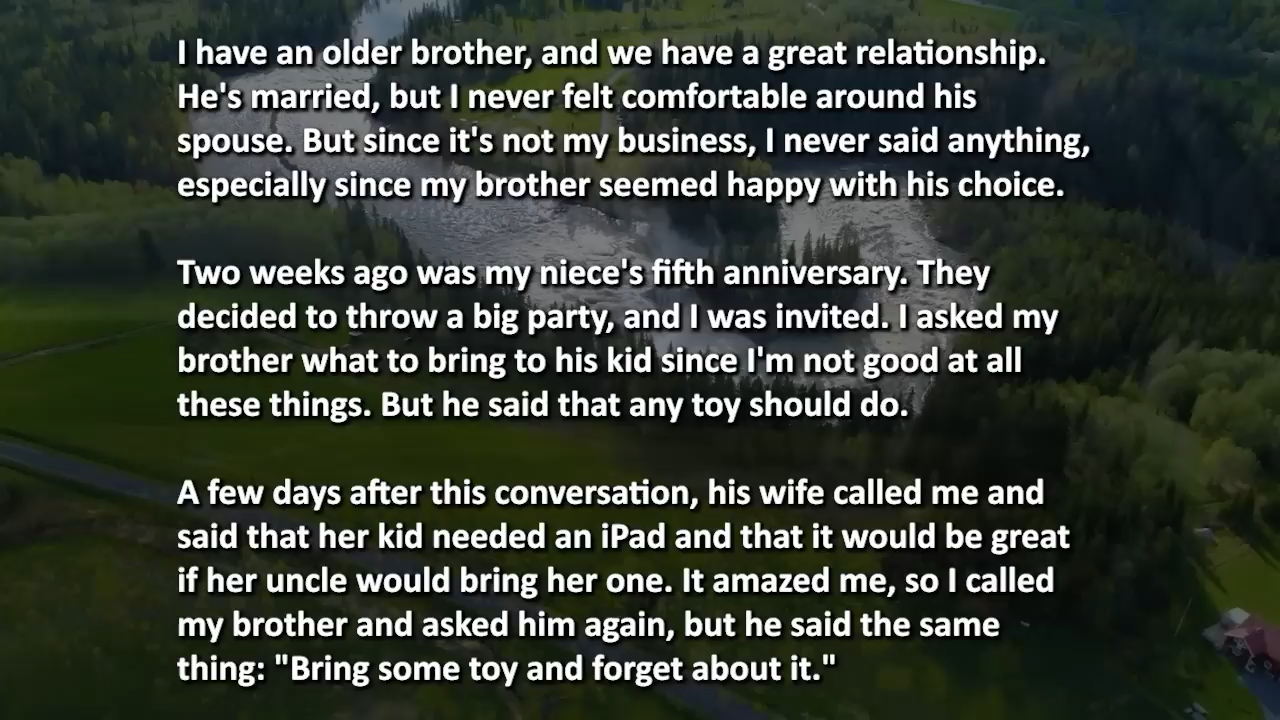 I have an older brother, and we have a great relationship.
He's married, but I never felt comfortable around his
spouse. But since it's not my business, I never said anything,
especially since my brother seemed happy with his choice.
Two weeks ago was my niece's fifth anniversary. They
decided to throw a big party, and I was invited. I asked my
brother what to bring to his kid since I'm not good at all
these things. But he said that any toy should do.
A few days after this conversation, his wife called me and
said that her kid needed an iPad and that it would be great
if her uncle would bring her one. It amazed me, so I called
my brother and asked him again, but he said the same
thing: "Bring some toy and forget about it."